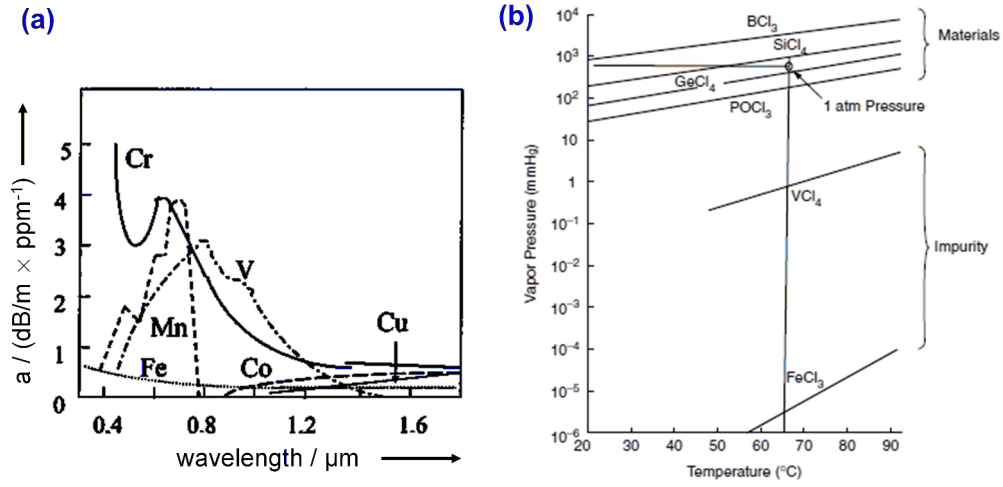 (a)
a / (dB/m × ppm⁻¹)
5
4
3
2
1
0
Cr
V
Mn
Fe
Co
Cu
0.4
0.8
1.2
1.6
wavelength / µm
(b)
Vapor Pressure (m mHg)
10⁴
10³
10²
10
1
10⁻¹
10⁻²
10⁻³
10⁻⁴
10⁻⁵
10⁻⁶
BCl₃
SiCl₄
GeCl₄
POCl₃
1 atm Pressure
VCl₄
FeCl₃
Materials
Impurity
20
30
40
50
60
70
80
90
Temperature (°C)